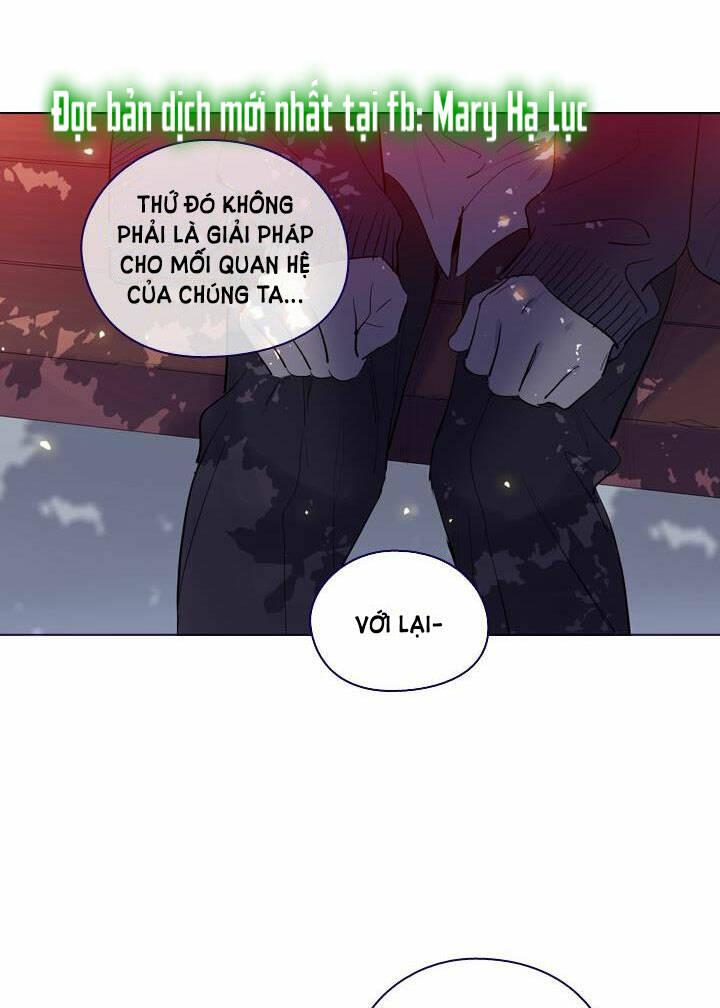 Đọc bản dịch mới nhất tại fb: Mary Hạ Lục
THỨ ĐÓ KHÔNG
PHẢI LÀ GIẢI PHÁP
CHO MỐI QUAN HỆ
CỦA CHÚNG TA...
VỚI LẠI-